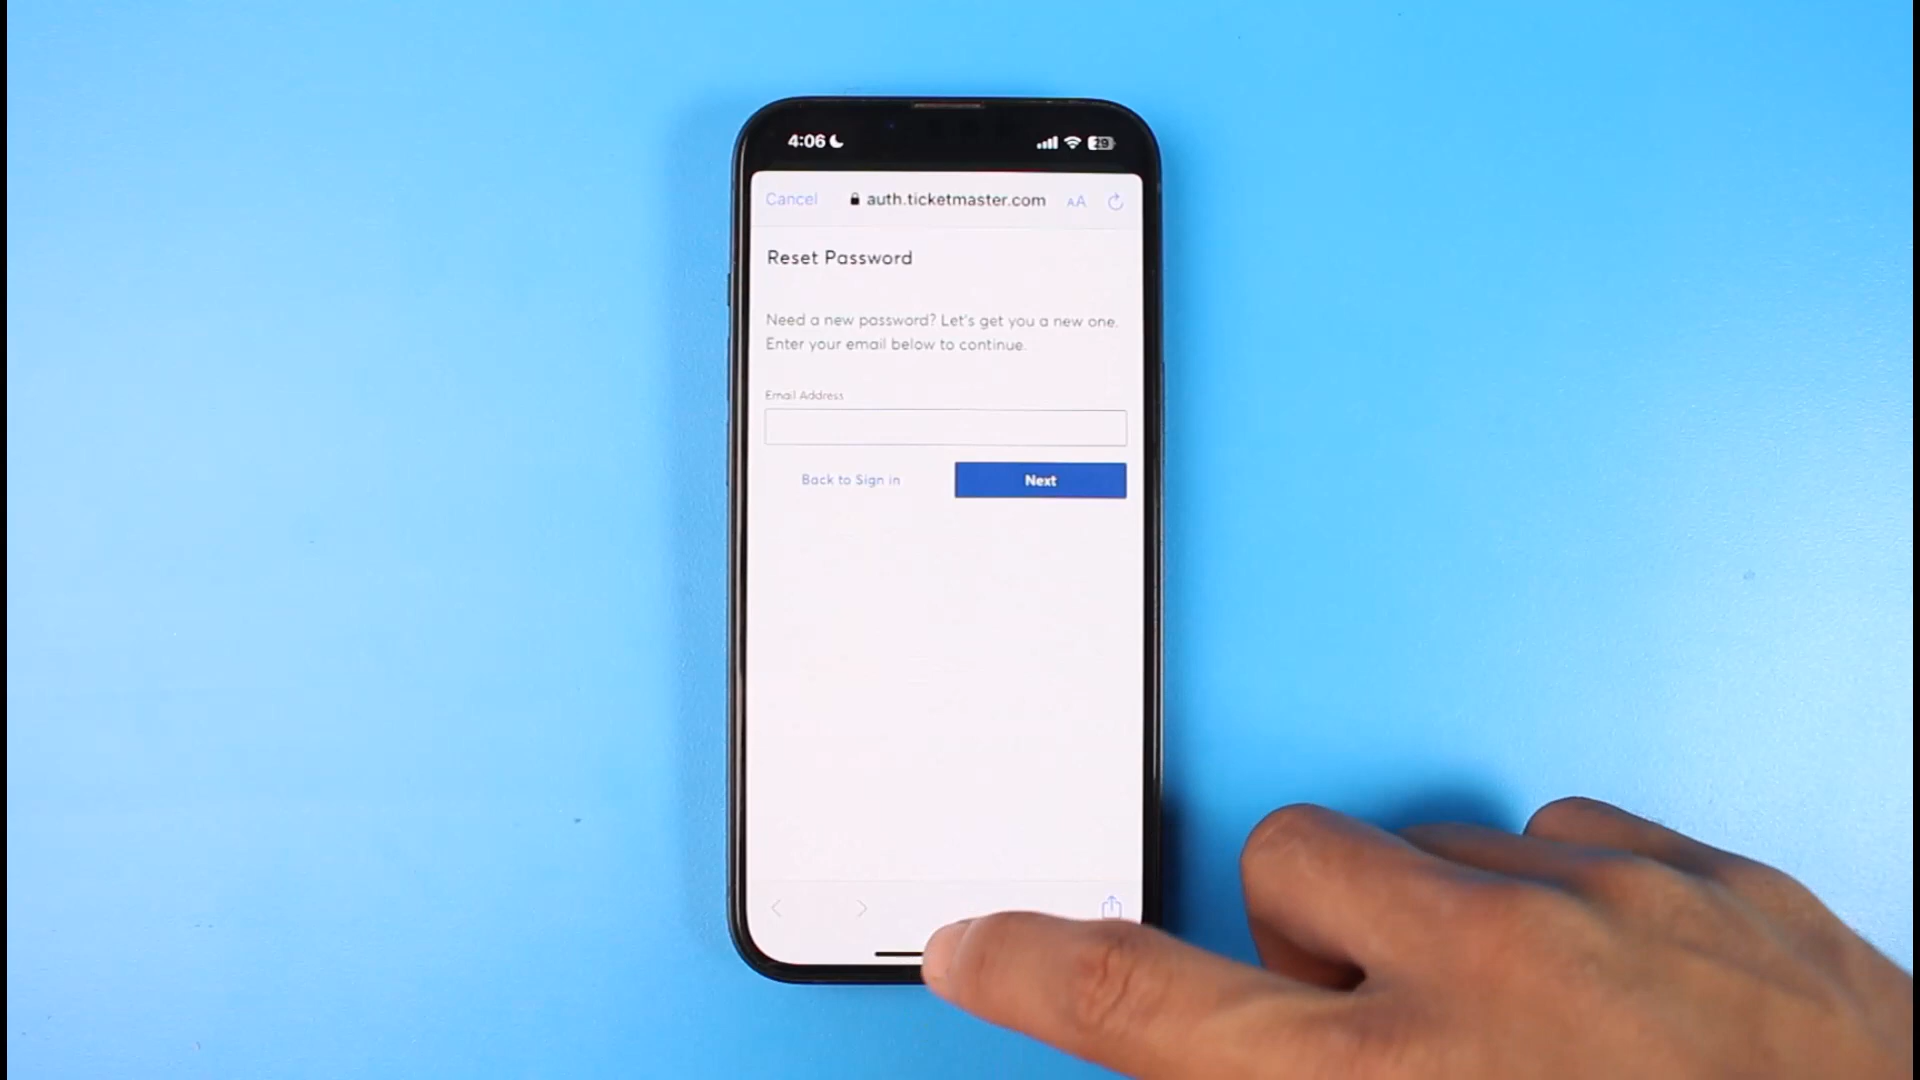 4:06
29
Cancel auth.ticketmaster.com AA
Reset Password
Need a new password? Let's get you a new one.
Enter your email below to continue.
Email Address
Back to Sign in Next